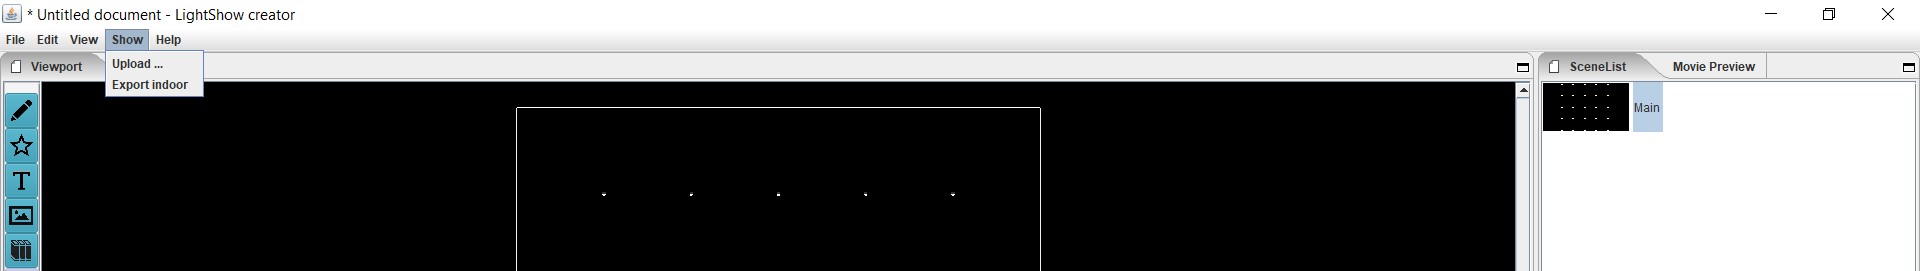 * Untitled document - LightShow creator
File Edit View Show Help
Upload ...
Export indoor
Viewport
SceneList
Movie Preview
T
Main